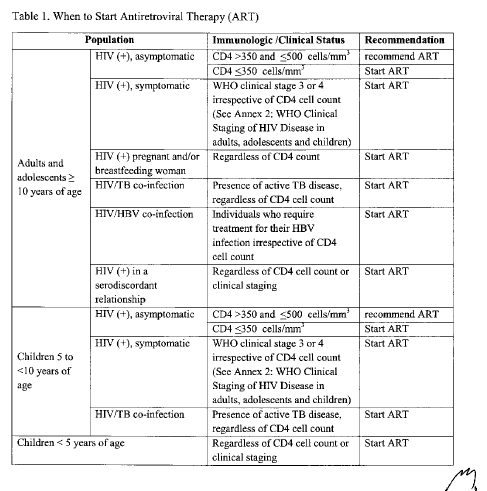 Table 1. When to Start Antiretroviral Therapy (ART)
Population Immunologic /Clinical Status Recommendation
Adults and
adolescents ≥
10 years of age
HIV (+), asymptomatic CD4 >350 and ≤500 cells/mm³ recommend ART
CD4 ≤350 cells/mm³ Start ART
HIV (+), symptomatic WHO clinical stage 3 or 4 Start ART
irrespective of CD4 cell count
(See Annex 2: WHO Clinical
Staging of HIV Disease in
adults, adolescents and children)
HIV (+) pregnant and/or Regardless of CD4 count Start ART
breastfeeding woman
HIV/TB co-infection Presence of active TB disease, Start ART
regardless of CD4 cell count
HIV/HBV co-infection Individuals who require Start ART
treatment for their HBV
infection irrespective of CD4
cell count
HIV (+) in a Regardless of CD4 cell count or Start ART
serodiscordant clinical staging
relationship
Children 5 to
<10 years of
age
HIV (+), asymptomatic CD4 >350 and ≤500 cells/mm³ recommend ART
CD4 ≤350 cells/mm³ Start ART
HIV (+), symptomatic WHO clinical stage 3 or 4 Start ART
irrespective of CD4 cell count
(See Annex 2: WHO Clinical
Staging of HIV Disease in
adults, adolescents and children)
HIV/TB co-infection Presence of active TB disease, Start ART
regardless of CD4 cell count
Children < 5 years of age Regardless of CD4 cell count or Start ART
clinical staging